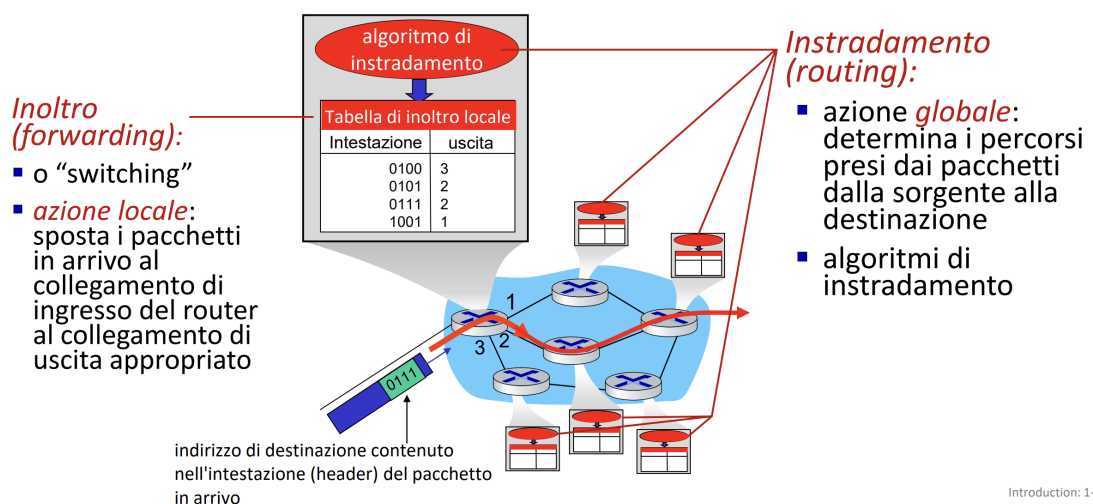 Inoltro
(forwarding):
o “switching”
azione locale:
sposta i pacchetti
in arrivo al
collegamento di
ingresso del router
al collegamento di
uscita appropriato
algoritmo di
instradamento
Tabella di inoltro locale
Intestazione uscita
0100 3
0101 2
0111 2
1001 1
1
2
3
0111
indirizzo di destinazione contenuto
nell'intestazione (header) del pacchetto
in arrivo
Instradamento
(routing):
azione globale:
determina i percorsi
presi dai pacchetti
dalla sorgente alla
destinazione
algoritmi di
instradamento
Introduction: 1-